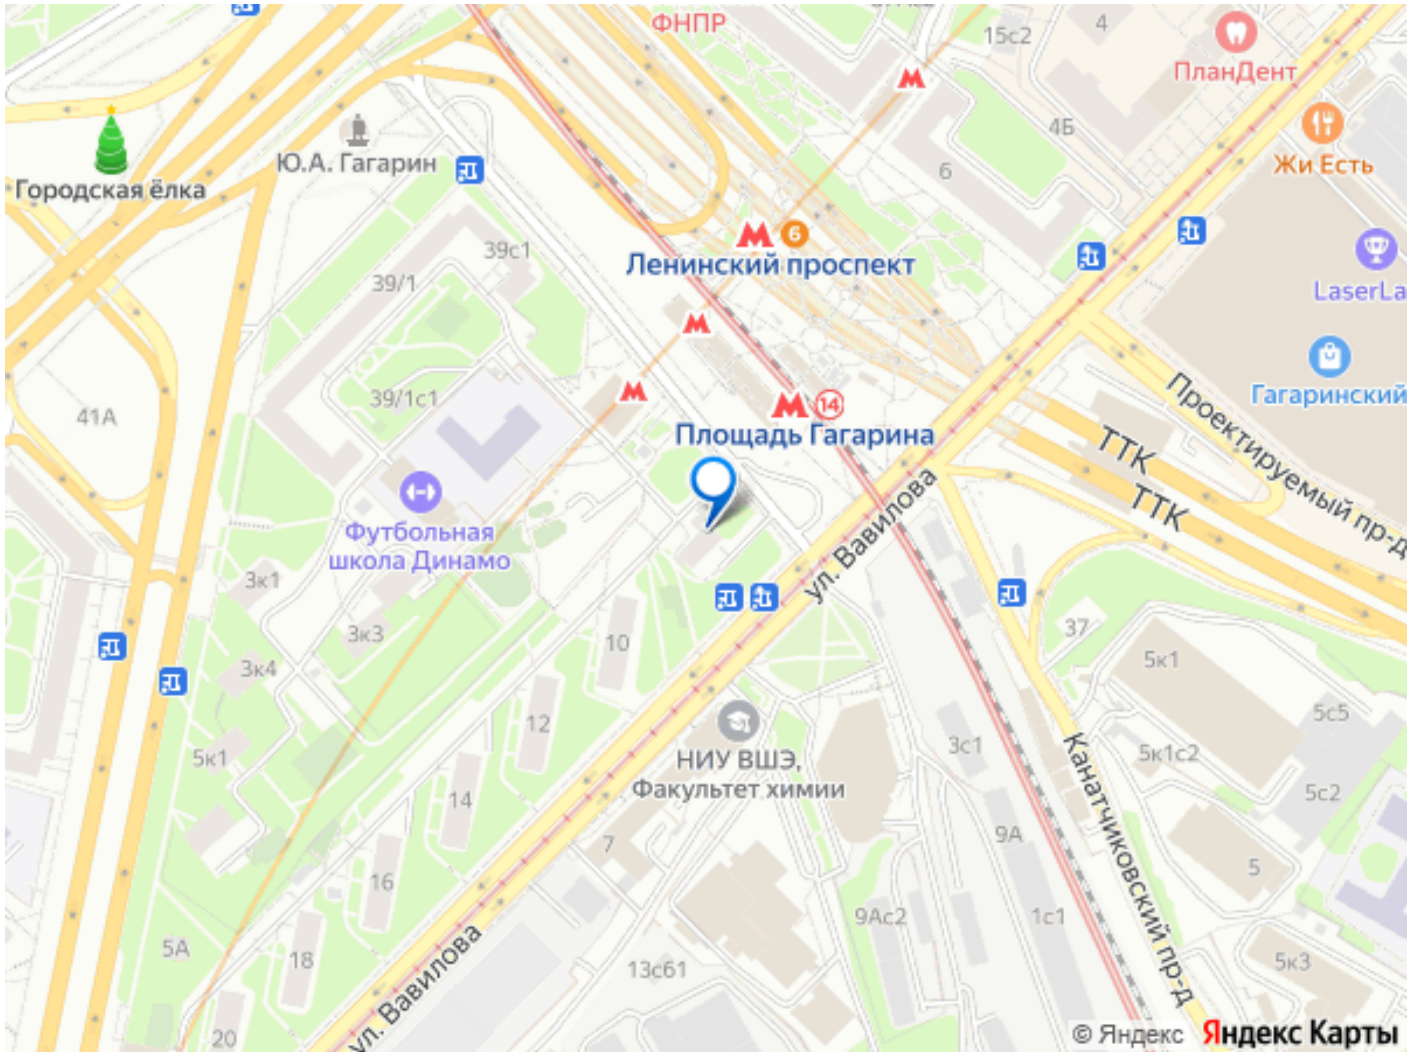 ФНПР
15с2
4
ПланДент
4Б
Жи Есть
Ю.А. Гагарин
Городская ёлка
6
6
39с1
Ленинский проспект
39/1
LaserLa
39/1с1
41А
14
Гагаринский
Площадь Гагарина
ТТК
ТТК
Проектируемый пр-д
Футбольная
школа Динамо
ул. Вавилова
3к1
3к3
10
37
3к4
5к1
12
5с5
5к1
НИУ ВШЭ,
Факультет химии
3с1
5к1с2
Канатчиковский пр-д
14
5с2
7
9А
16
5
9Ас2
1с1
5А
18
ул. Вавилова
13с61
5к3
20
© Яндекс Яндекс Карты